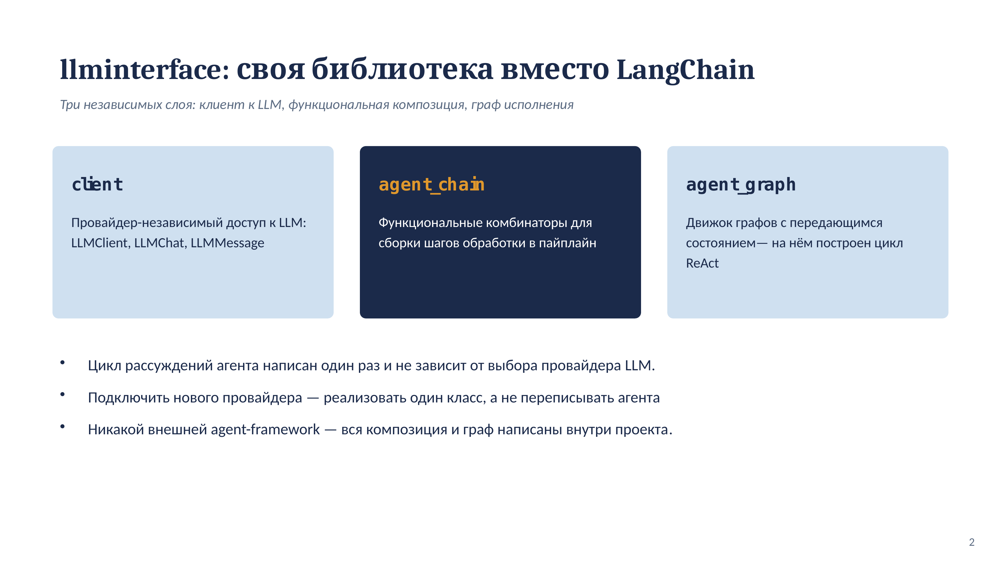 llminterface: своя библиотека вместо LangChain
Три независимых слоя: клиент к LLM, функциональная композиция, граф исполнения
client
Провайдер-независимый доступ к LLM:
LLMClient, LLMChat, LLMMessage
agent_chain
Функциональные комбинаторы для
сборки шагов обработки в пайплайн
agent_graph
Движок графов с передающимся
состоянием— на нём построен цикл
ReAct
• Цикл рассуждений агента написан один раз и не зависит от выбора провайдера LLM.
• Подключить нового провайдера — реализовать один класс, а не переписывать агента
• Никакой внешней agent-framework — вся композиция и граф написаны внутри проекта.
2